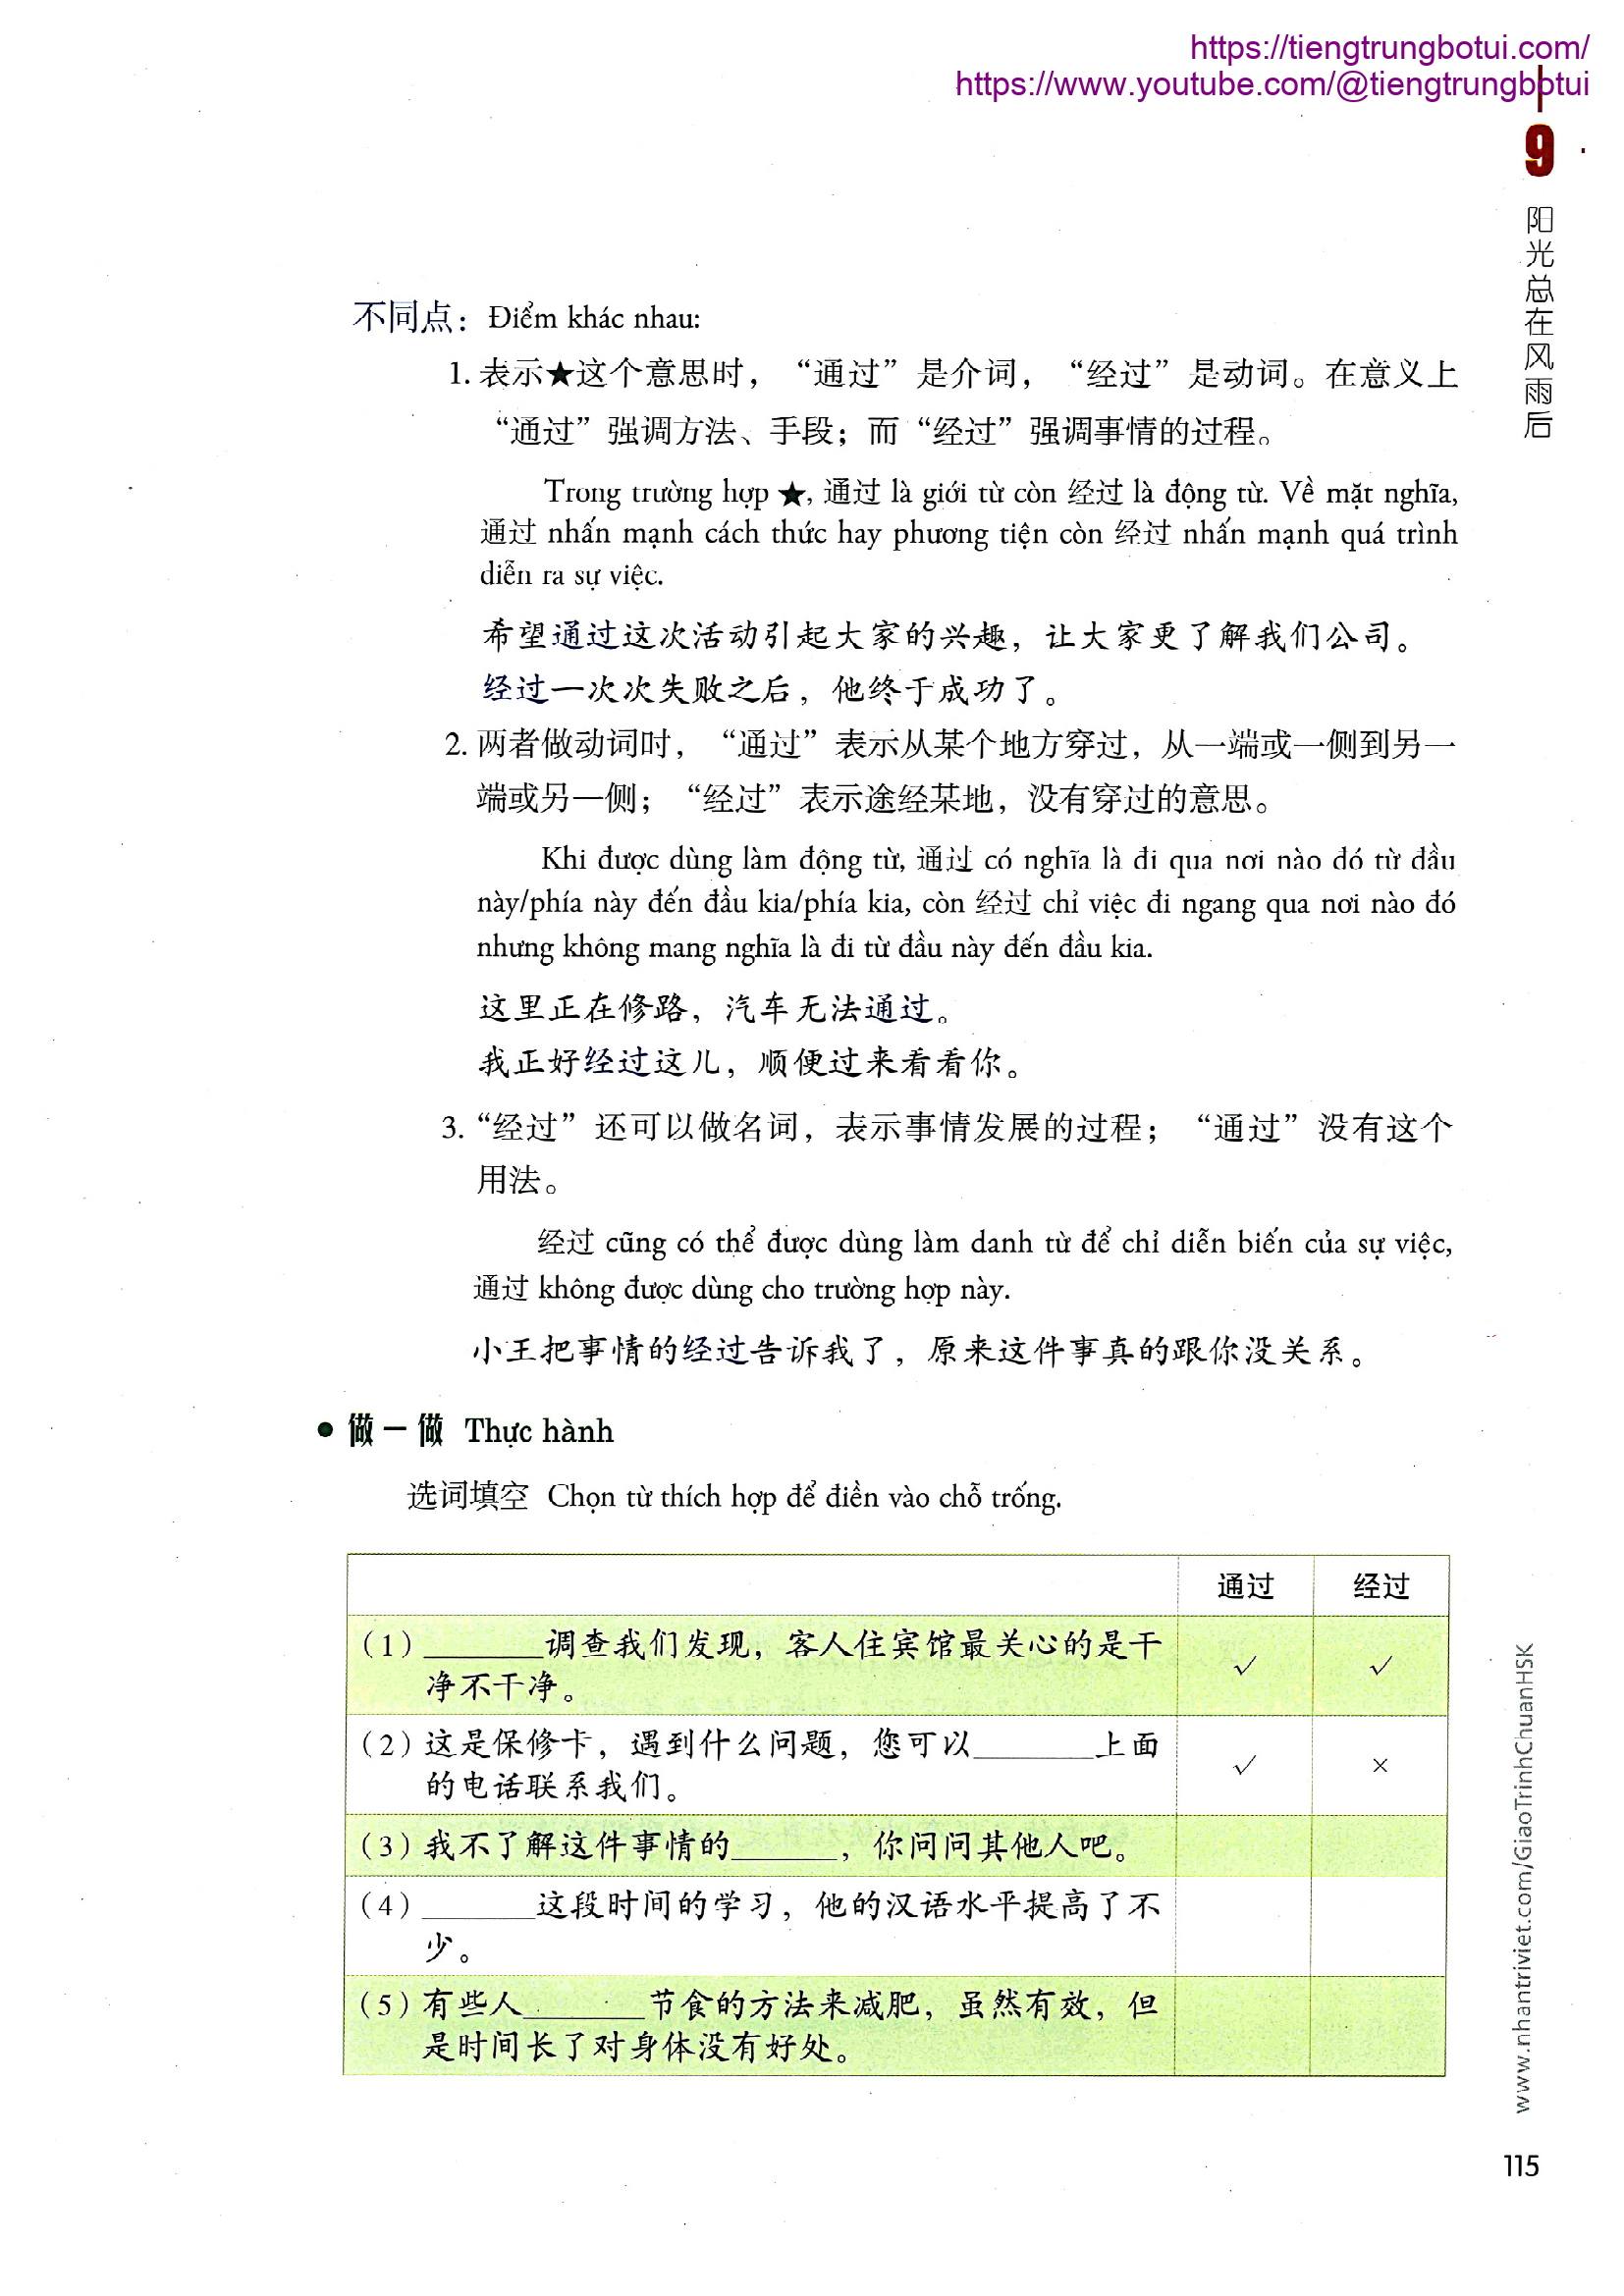 https://tiengtrungbotui.com/
https://www.youtube.com/@tiengtrungbotui
9
阳光总在风雨后
不同点：Điểm khác nhau:
1. 表示★这个意思时，“通过”是介词，“经过”是动词。在意义上
“通过”强调方法、手段；而“经过”强调事情的过程。
Trong trường hợp ★, 通过 là giới từ còn 经过 là động từ. Về mặt nghĩa,
通过 nhấn mạnh cách thức hay phương tiện còn 经过 nhấn mạnh quá trình
diễn ra sự việc.
希望通过这次活动引起大家的兴趣，让大家更了解我们公司。
经过一次次失败之后，他终于成功了。
2. 两者做动词时，“通过”表示从某个地方穿过，从一端或一侧到另一
端或另一侧；“经过”表示途经某地，没有穿过的意思。
Khi được dùng làm động từ, 通过 có nghĩa là đi qua nơi nào đó từ đầu
này/phía này đến đầu kia/phía kia, còn 经过 chỉ việc đi ngang qua nơi nào đó
nhưng không mang nghĩa là đi từ đầu này đến đầu kia.
这里正在修路，汽车无法通过。
我正好经过这儿，顺便过来看看你。
3. “经过”还可以做名词，表示事情发展的过程；“通过”没有这个
用法。
经过 cũng có thể được dùng làm danh từ để chỉ diễn biến của sự việc,
通过 không được dùng cho trường hợp này.
小王把事情的经过告诉我了，原来这件事真的跟你没关系。
● 做一做 Thực hành
选词填空 Chọn từ thích hợp để điền vào chỗ trống.
通过 经过
（1）_______调查我们发现，客人住宾馆最关心的是干 √ √
净不干净。
（2）这是保修卡，遇到什么问题，您可以_______上面 √ ×
的电话联系我们。
（3）我不了解这件事情的______，你问问其他人吧。
（4）_______这段时间的学习，他的汉语水平提高了不
少。
（5）有些人_______节食的方法来减肥，虽然有效，但
是时间长了对身体没有好处。
www.nhantriviet.com/GiaoTrinhChuanHSK
115